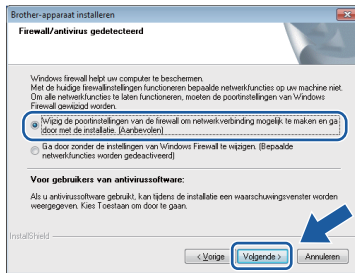 Brother-apparaat installeren
Firewall/antivirus gedetecteerd
Windows firewall helpt uw computer te beschermen.
Met de huidige firewallinstellingen functioneren bepaalde netwerkfuncties op uw machine niet.
Om alle netwerkfuncties te laten functioneren, moeten de poortinstellingen van Windows
Firewall gewijzigd worden.
Wijzig de poortinstellingen van de firewall om netwerkverbinding mogelijk te maken en ga
door met de installatie. (Aanbevolen)
Ga door zonder de instellingen van Windows Firewall te wijzigen. (Bepaalde
netwerkfuncties worden gedeactiveerd)
Voor gebruikers van antivirussoftware:
Als u antivirussoftware gebruikt, kan tijdens de installatie een waarschuwingsvenster worden
weergegeven. Kies Toestaan om door te gaan.
InstallShield
< Vorige Volgende > Annuleren